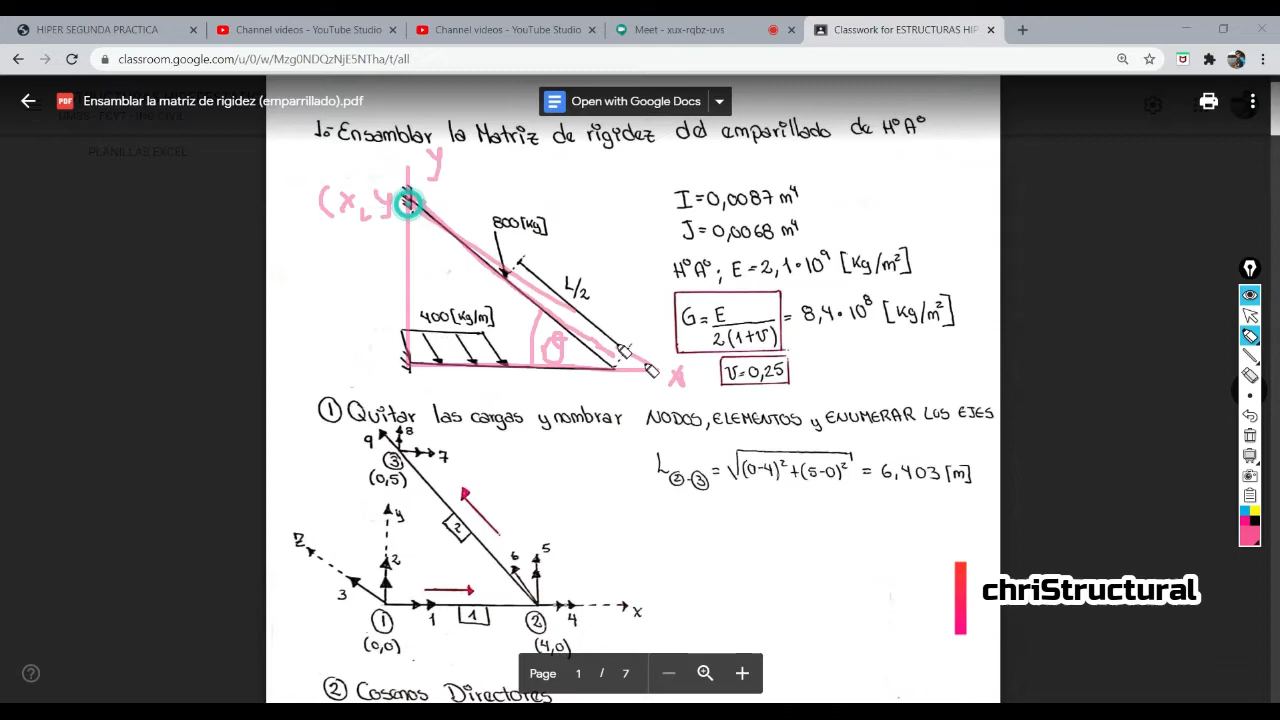 HIPER SEGUNDA PRACTICA
Channel videos - YouTube Studio
Channel videos - YouTube Studio
Meet - xux-rqbz-uvs
Classwork for ESTRUCTURAS HIP
classroom.google.com/u/0/w/Mzg0NDQzNjE5NTha/t/all
PDF
Ensamblar la matriz de rigidez (emparrillado).pdf
Open with Google Docs
PLANILLAS EXCEL
1.- Ensamblar la Matriz de rigidez del emparillado de HºAº
y
(x, y
800[Kg]
L/2
400[Kg/m]
θ
x
I = 0,0087 m⁴
J = 0,0068 m⁴
HºAº; E = 2,1·10⁹ [Kg/m²]
G = E / 2(1+υ) = 8,4·10⁸ [Kg/m²]
υ = 0,25
① Quitar las cargas y nombrar NODOS, ELEMENTOS y ENUMERAR LOS EJES
L②-③ = √(0-4)²+(5-0)² = 6,403 [m]
9
8
7
③
(0,5)
y
2
z
2
6
5
3
①
1
1
②
4
x
(0,0)
(4,0)
chriStructural
Page 1 / 7
② Cosenos Directores